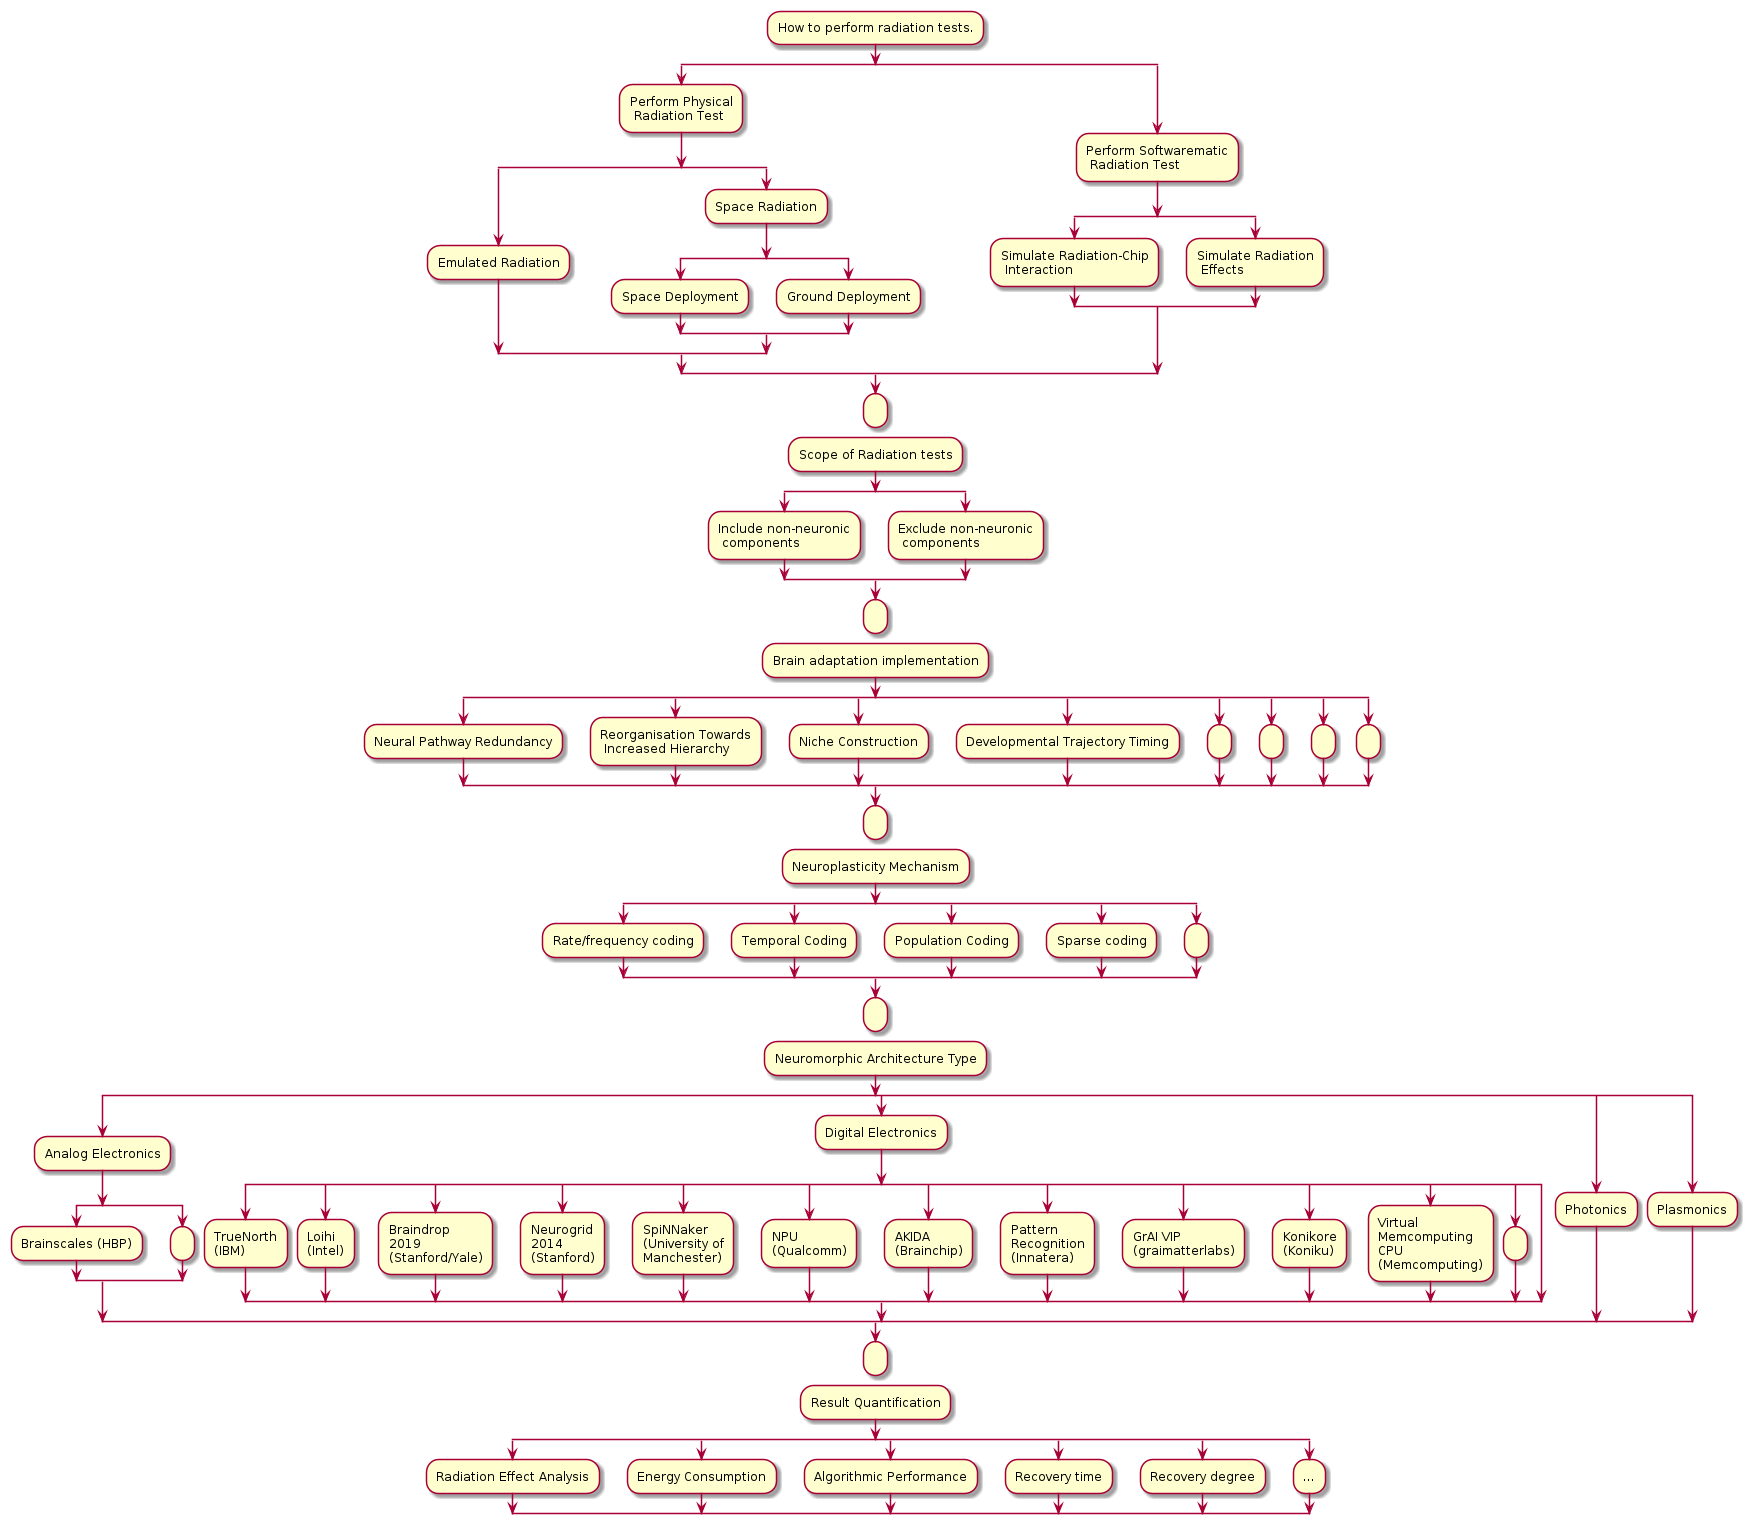 How to perform radiation tests.
Perform Physical
Radiation Test
Perform Softwarematic
Radiation Test
Space Radiation
Emulated Radiation
Simulate Radiation-Chip
Interaction
Simulate Radiation
Effects
Space Deployment
Ground Deployment
Scope of Radiation tests
Include non-neuronic
components
Exclude non-neuronic
components
Brain adaptation implementation
Neural Pathway Redundancy
Reorganisation Towards
Increased Hierarchy
Niche Construction
Developmental Trajectory Timing
Neuroplasticity Mechanism
Rate/frequency coding
Temporal Coding
Population Coding
Sparse coding
Neuromorphic Architecture Type
Analog Electronics
Digital Electronics
Brainscales (HBP)
TrueNorth
(IBM)
Loihi
(Intel)
Braindrop
2019
(Stanford/Yale)
Neurogrid
2014
(Stanford)
SpiNNaker
(University of
Manchester)
NPU
(Qualcomm)
AKIDA
(Brainchip)
Pattern
Recognition
(Innatera)
GrAI VIP
(graimatterlabs)
Konikore
(Koniku)
Virtual
Memcomputing
CPU
(Memcomputing)
Photonics
Plasmonics
Result Quantification
Radiation Effect Analysis
Energy Consumption
Algorithmic Performance
Recovery time
Recovery degree
...